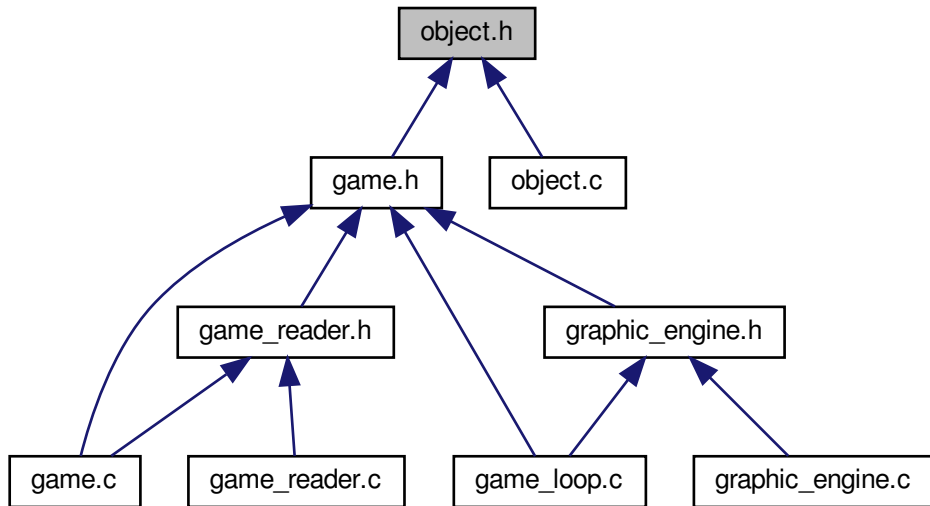 object.h
game.h
object.c
game_reader.h
graphic_engine.h
game.c
game_reader.c
game_loop.c
graphic_engine.c